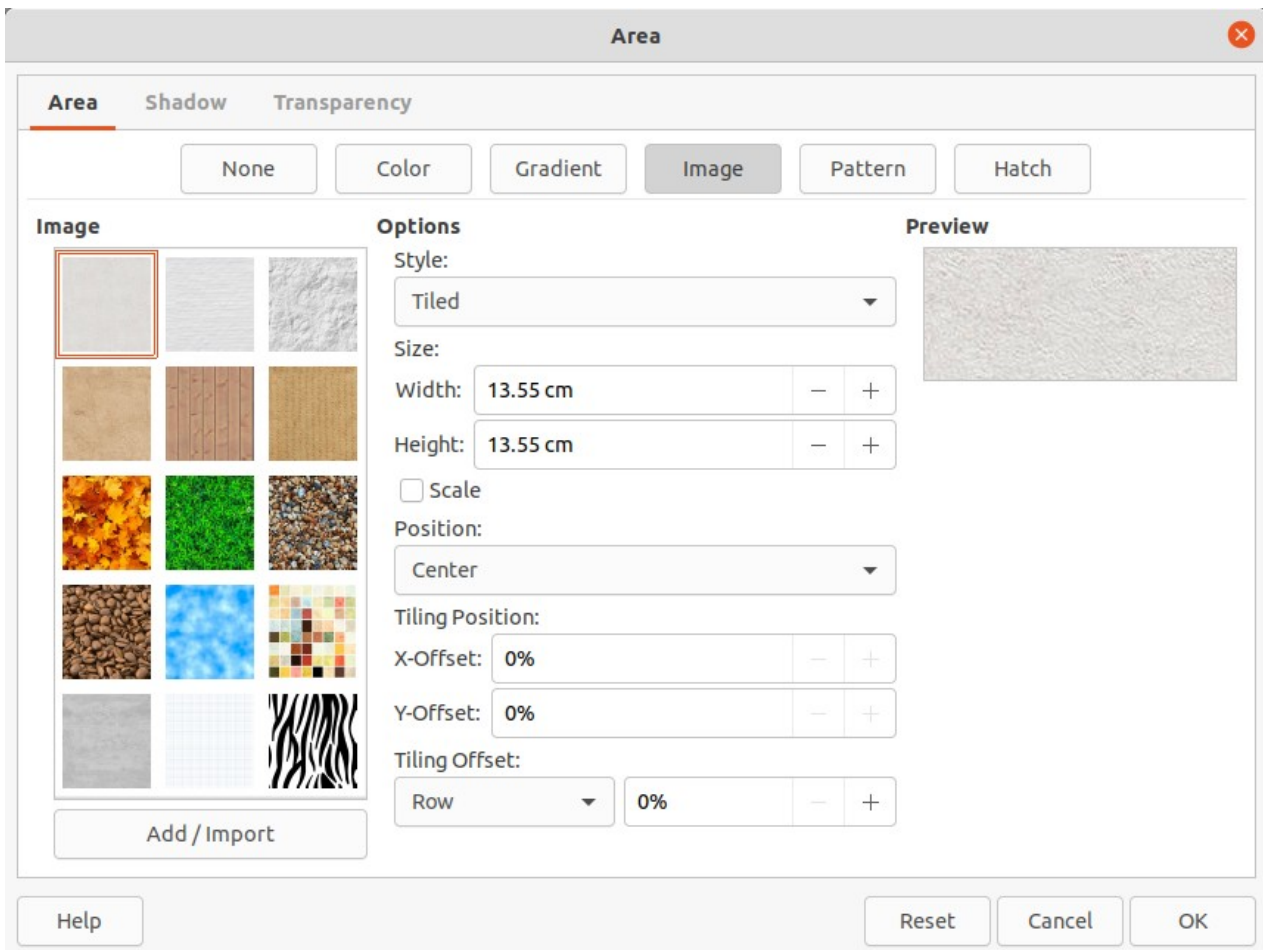 Area
Area Shadow Transparency
None Color Gradient Image Pattern Hatch
Image
Options
Preview
Style:
Tiled
Size:
Width: 13.55 cm
Height: 13.55 cm
Scale
Position:
Center
Tiling Position:
X-Offset: 0%
Y-Offset: 0%
Tiling Offset:
Row 0%
Add / Import
Help Reset Cancel OK